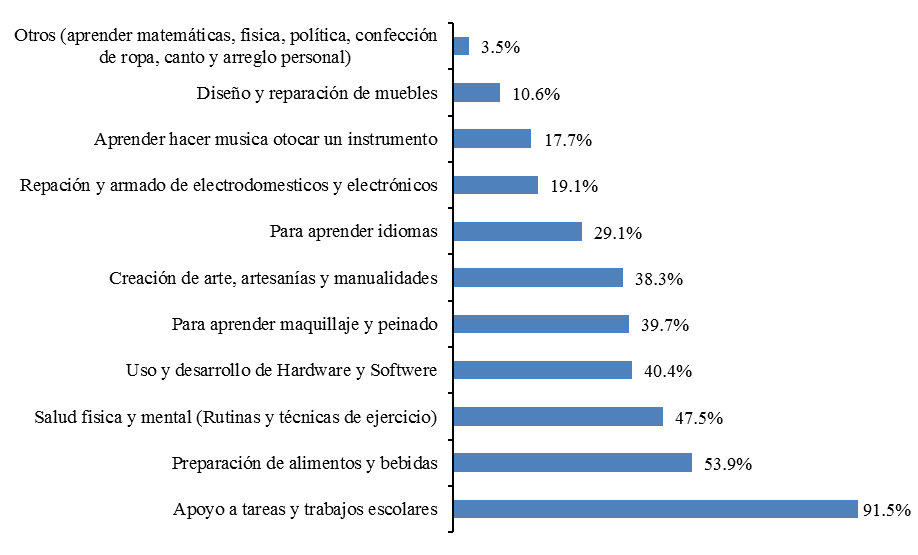 Otros (aprender matemáticas, fisica, política, confección
de ropa, canto y arreglo personal)
3.5%
Diseño y reparación de muebles
10.6%
Aprender hacer musica otocar un instrumento
17.7%
Repación y armado de electrodomesticos y electrónicos
19.1%
Para aprender idiomas
29.1%
Creación de arte, artesanías y manualidades
38.3%
Para aprender maquillaje y peinado
39.7%
Uso y desarrollo de Hardware y Softwere
40.4%
Salud fisica y mental (Rutinas y técnicas de ejercicio)
47.5%
Preparación de alimentos y bebidas
53.9%
Apoyo a tareas y trabajos escolares
91.5%